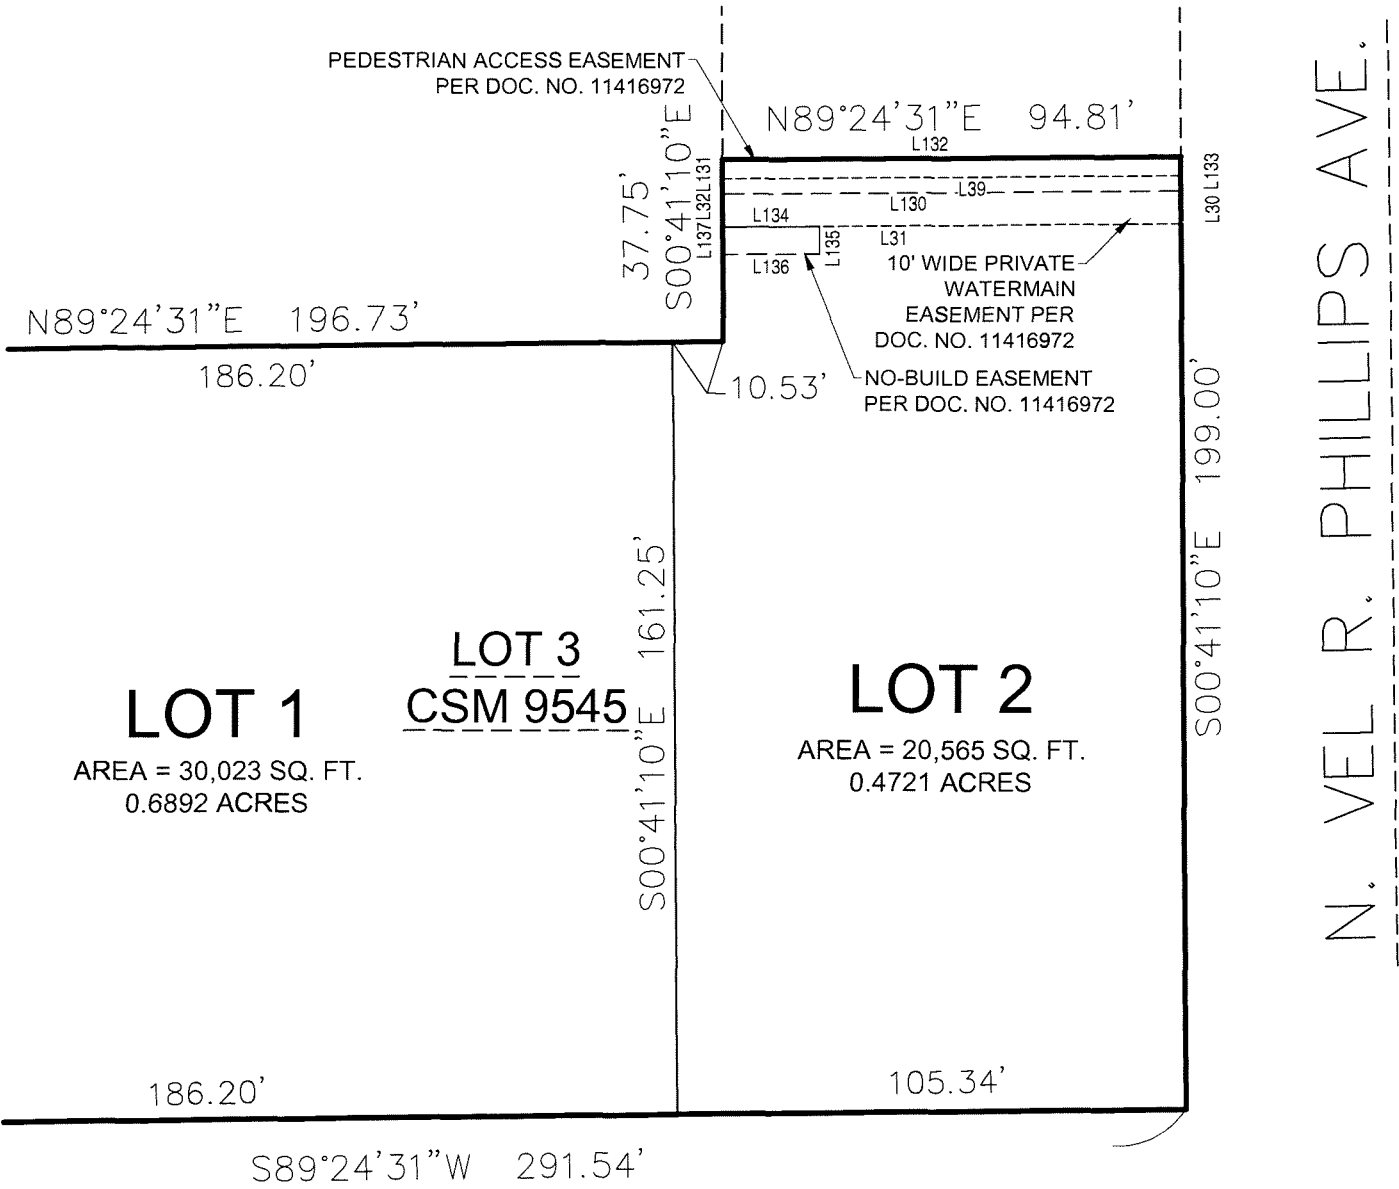 PEDESTRIAN ACCESS EASEMENT
PER DOC. NO. 11416972
N89°24'31"E 94.81'
L132
L131
L133
37.75'
S00°41'10"E
L32
L39
L30
L130
L137
L134
L31
L135
L136
10' WIDE PRIVATE
WATERMAIN
EASEMENT PER
DOC. NO. 11416972
N89°24'31"E 196.73'
186.20'
10.53'
NO-BUILD EASEMENT
PER DOC. NO. 11416972
S00°41'10"E 199.00'
N. VEL R. PHILLIPS AVE.
S00°41'10"E 161.25'
LOT 3
CSM 9545
LOT 1
AREA = 30,023 SQ. FT.
0.6892 ACRES
LOT 2
AREA = 20,565 SQ. FT.
0.4721 ACRES
186.20'
105.34'
S89°24'31"W 291.54'